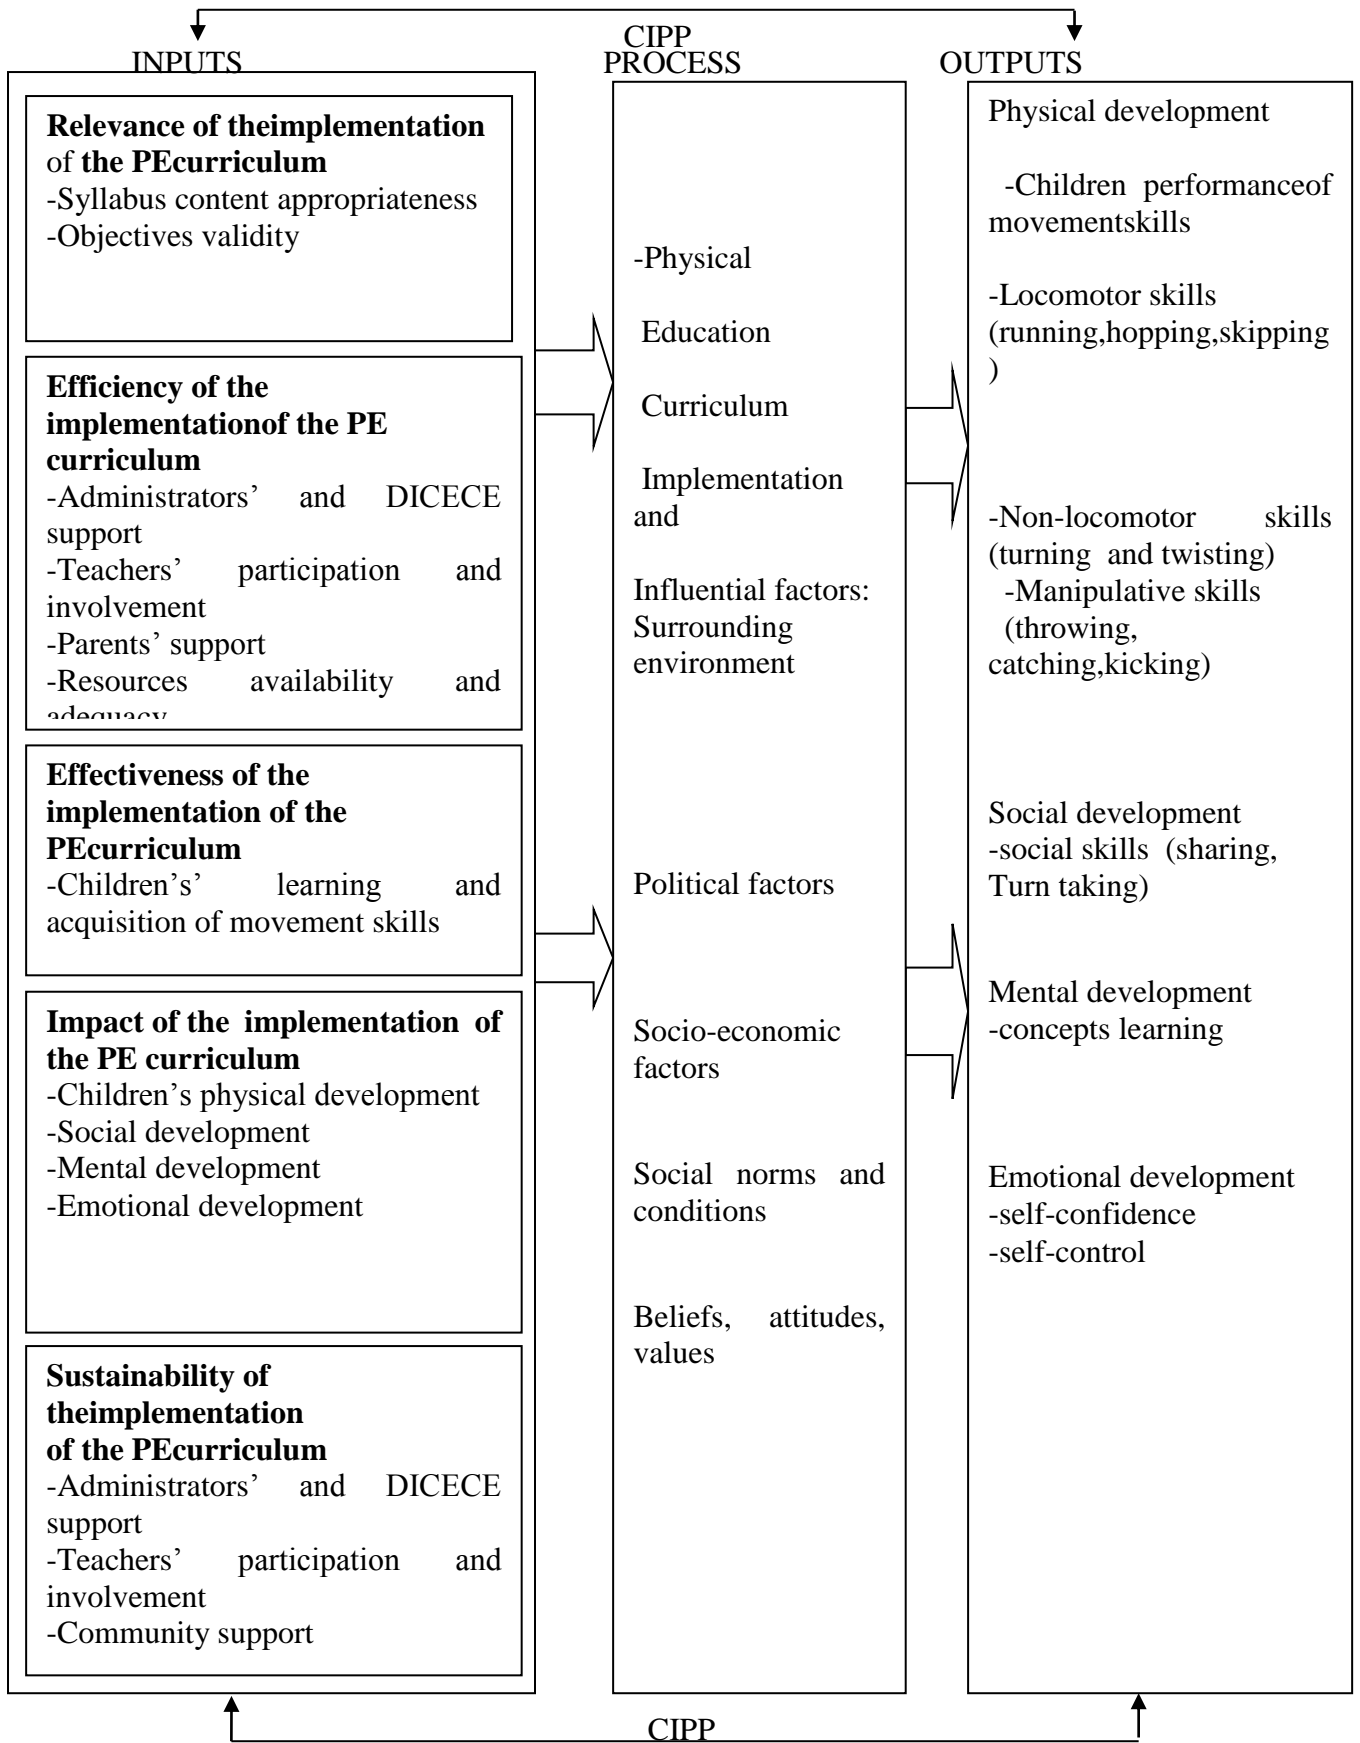 CIPP
INPUTS
PROCESS
OUTPUTS
Relevance of theimplementation
of the PEcurriculum
-Syllabus content appropriateness
-Objectives validity
Efficiency of the
implementationof the PE
curriculum
-Administrators’ and DICECE
support
-Teachers’ participation and
involvement
-Parents’ support
-Resources availability and
adequacy
Effectiveness of the
implementation of the
PEcurriculum
-Children's’ learning and
acquisition of movement skills
Impact of the implementation of
the PE curriculum
-Children’s physical development
-Social development
-Mental development
-Emotional development
Sustainability of
theimplementation
of the PEcurriculum
-Administrators’ and DICECE
support
-Teachers’ participation and
involvement
-Community support
-Physical
Education
Curriculum
Implementation
and
Influential factors:
Surrounding
environment
Political factors
Socio-economic
factors
Social norms and
conditions
Beliefs, attitudes,
values
Physical development
-Children performanceof
movementskills
-Locomotor skills
(running,hopping,skipping
)
-Non-locomotor skills
(turning and twisting)
-Manipulative skills
(throwing,
catching,kicking)
Social development
-social skills (sharing,
Turn taking)
Mental development
-concepts learning
Emotional development
-self-confidence
-self-control
CIPP